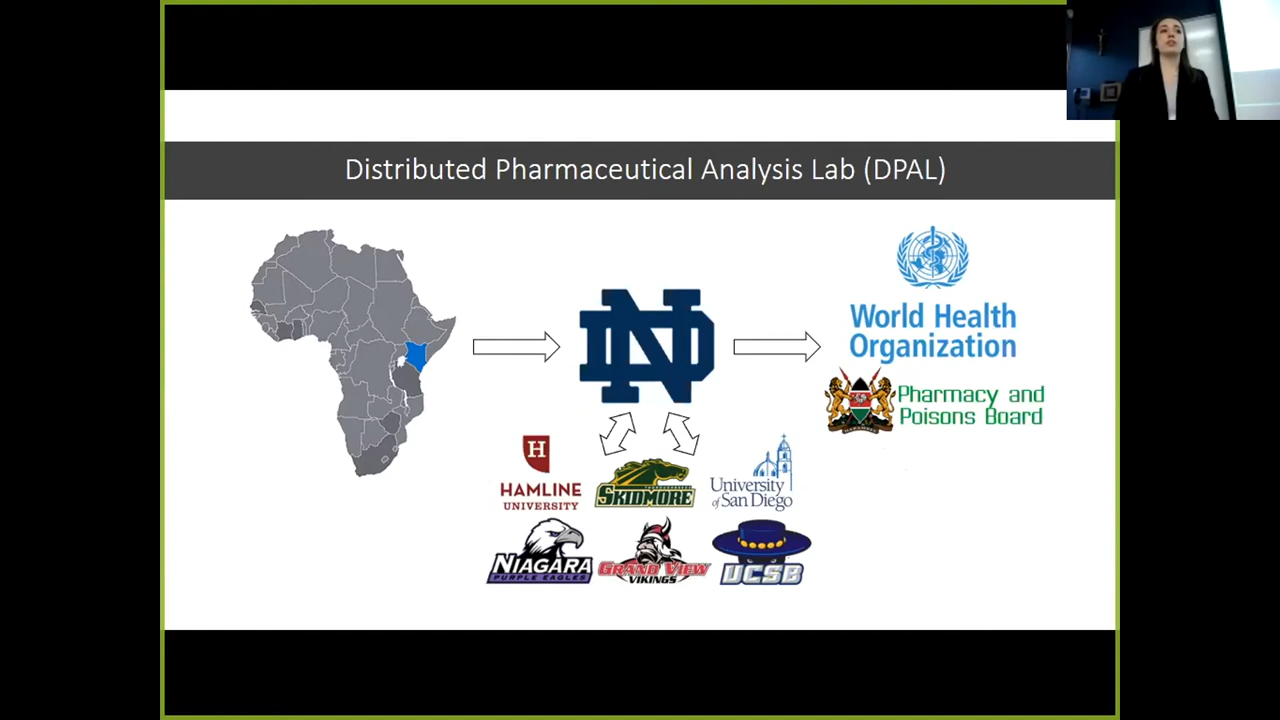 Distributed Pharmaceutical Analysis Lab (DPAL)
ND
World Health
Organization
Pharmacy and
Poisons Board
H
HAMLINE
UNIVERSITY
SKIDMORE
University
of San Diego
NIAGARA
PURPLE EAGLES
GRAND VIEW
VIKINGS
UCSB